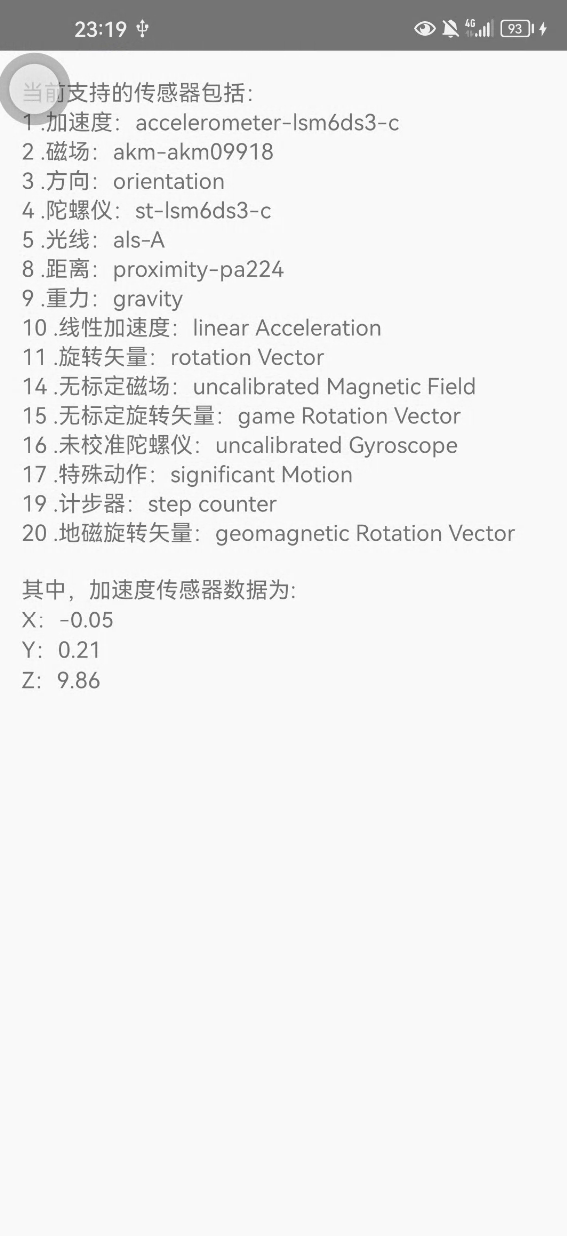 23:19 4G 93
当前支持的传感器包括:
1 .加速度：accelerometer-lsm6ds3-c
2 .磁场：akm-akm09918
3 .方向：orientation
4 .陀螺仪：st-lsm6ds3-c
5 .光线：als-A
8 .距离：proximity-pa224
9 .重力：gravity
10 .线性加速度：linear Acceleration
11 .旋转矢量：rotation Vector
14 .无标定磁场：uncalibrated Magnetic Field
15 .无标定旋转矢量：game Rotation Vector
16 .未校准陀螺仪：uncalibrated Gyroscope
17 .特殊动作：significant Motion
19 .计步器：step counter
20 .地磁旋转矢量：geomagnetic Rotation Vector
其中，加速度传感器数据为:
X：-0.05
Y：0.21
Z：9.86